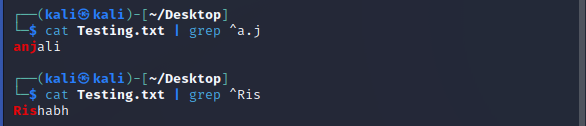 ┌──(kali㉿kali)-[~/Desktop]
└─$ cat Testing.txt | grep ^a.j
anjali
┌──(kali㉿kali)-[~/Desktop]
└─$ cat Testing.txt | grep ^Ris
Rishabh